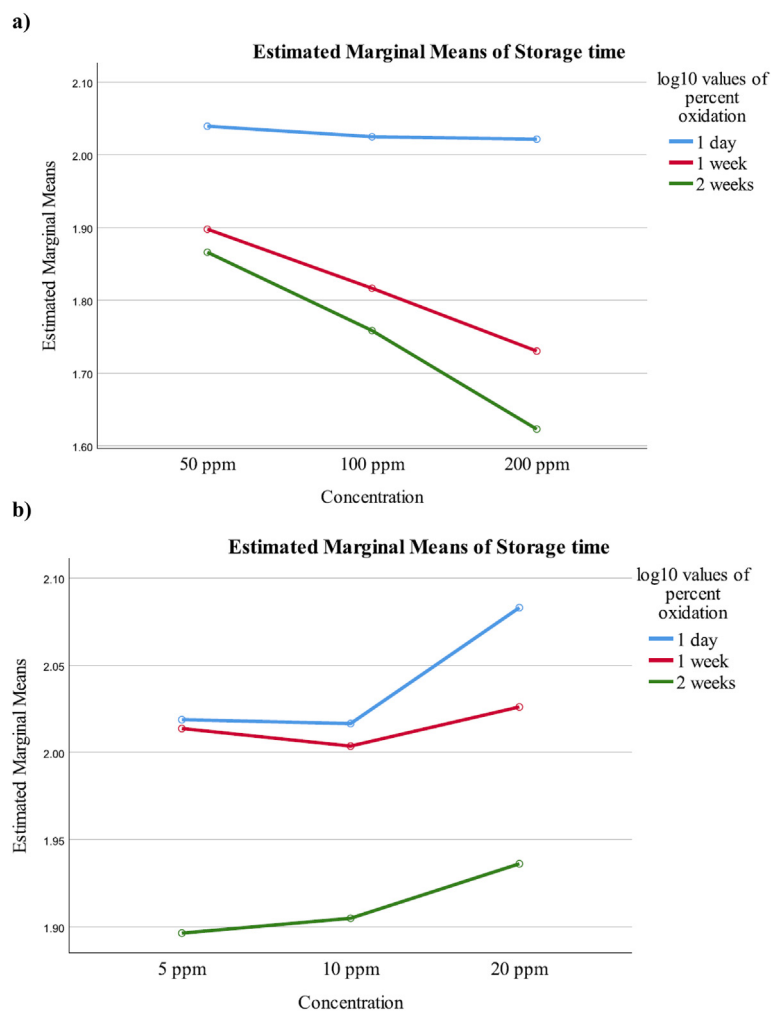 a)
Estimated Marginal Means of Storage time
log10 values of
percent
oxidation
1 day
1 week
2 weeks
Estimated Marginal Means
2.10
2.00
1.90
1.80
1.70
1.60
50 ppm
100 ppm
200 ppm
Concentration
b)
Estimated Marginal Means of Storage time
log10 values of
percent
oxidation
1 day
1 week
2 weeks
Estimated Marginal Means
2.10
2.05
2.00
1.95
1.90
5 ppm
10 ppm
20 ppm
Concentration